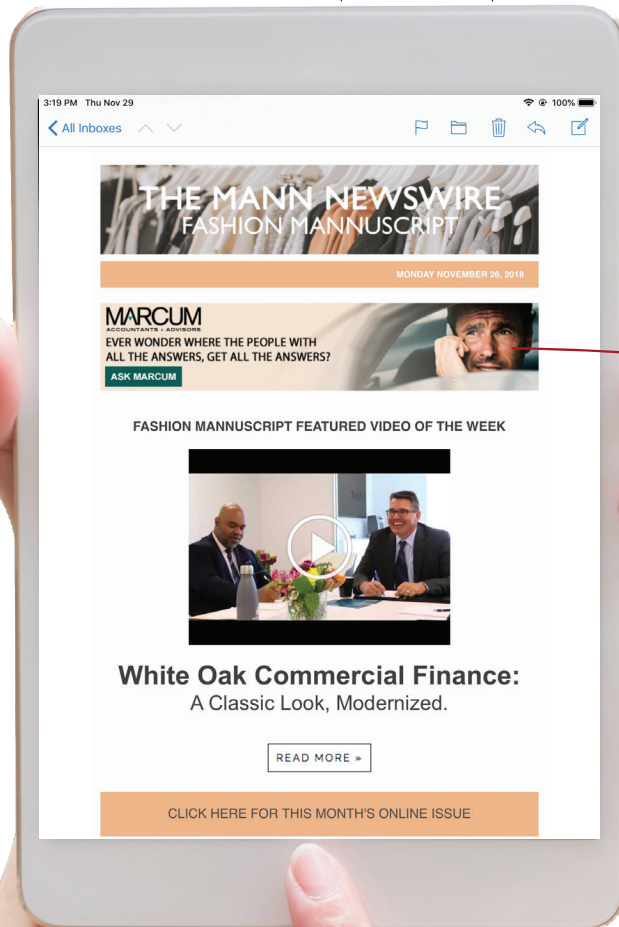 3:19 PM Thu Nov 29
100%
All Inboxes
THE MANN NEWSWIRE
FASHION MANNUSCRIPT
MONDAY NOVEMBER 26, 2018
MARCUM
ACCOUNTANTS ▲ ADVISORS
EVER WONDER WHERE THE PEOPLE WITH
ALL THE ANSWERS, GET ALL THE ANSWERS?
ASK MARCUM
FASHION MANNUSCRIPT FEATURED VIDEO OF THE WEEK
White Oak Commercial Finance:
A Classic Look, Modernized.
READ MORE »
CLICK HERE FOR THIS MONTH'S ONLINE ISSUE